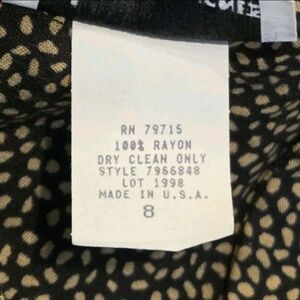 RN 79715
100% RAYON
DRY CLEAN ONLY
STYLE 7966848
LOT 1998
MADE IN U.S.A.
8